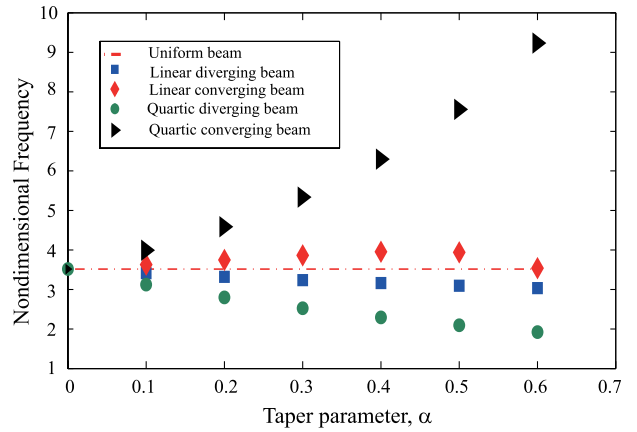 10
9
8
7
6
5
4
3
2
1
Nondimensional Frequency
Uniform beam
Linear diverging beam
Linear converging beam
Quartic diverging beam
Quartic converging beam
0 0.1 0.2 0.3 0.4 0.5 0.6 0.7
Taper parameter, α